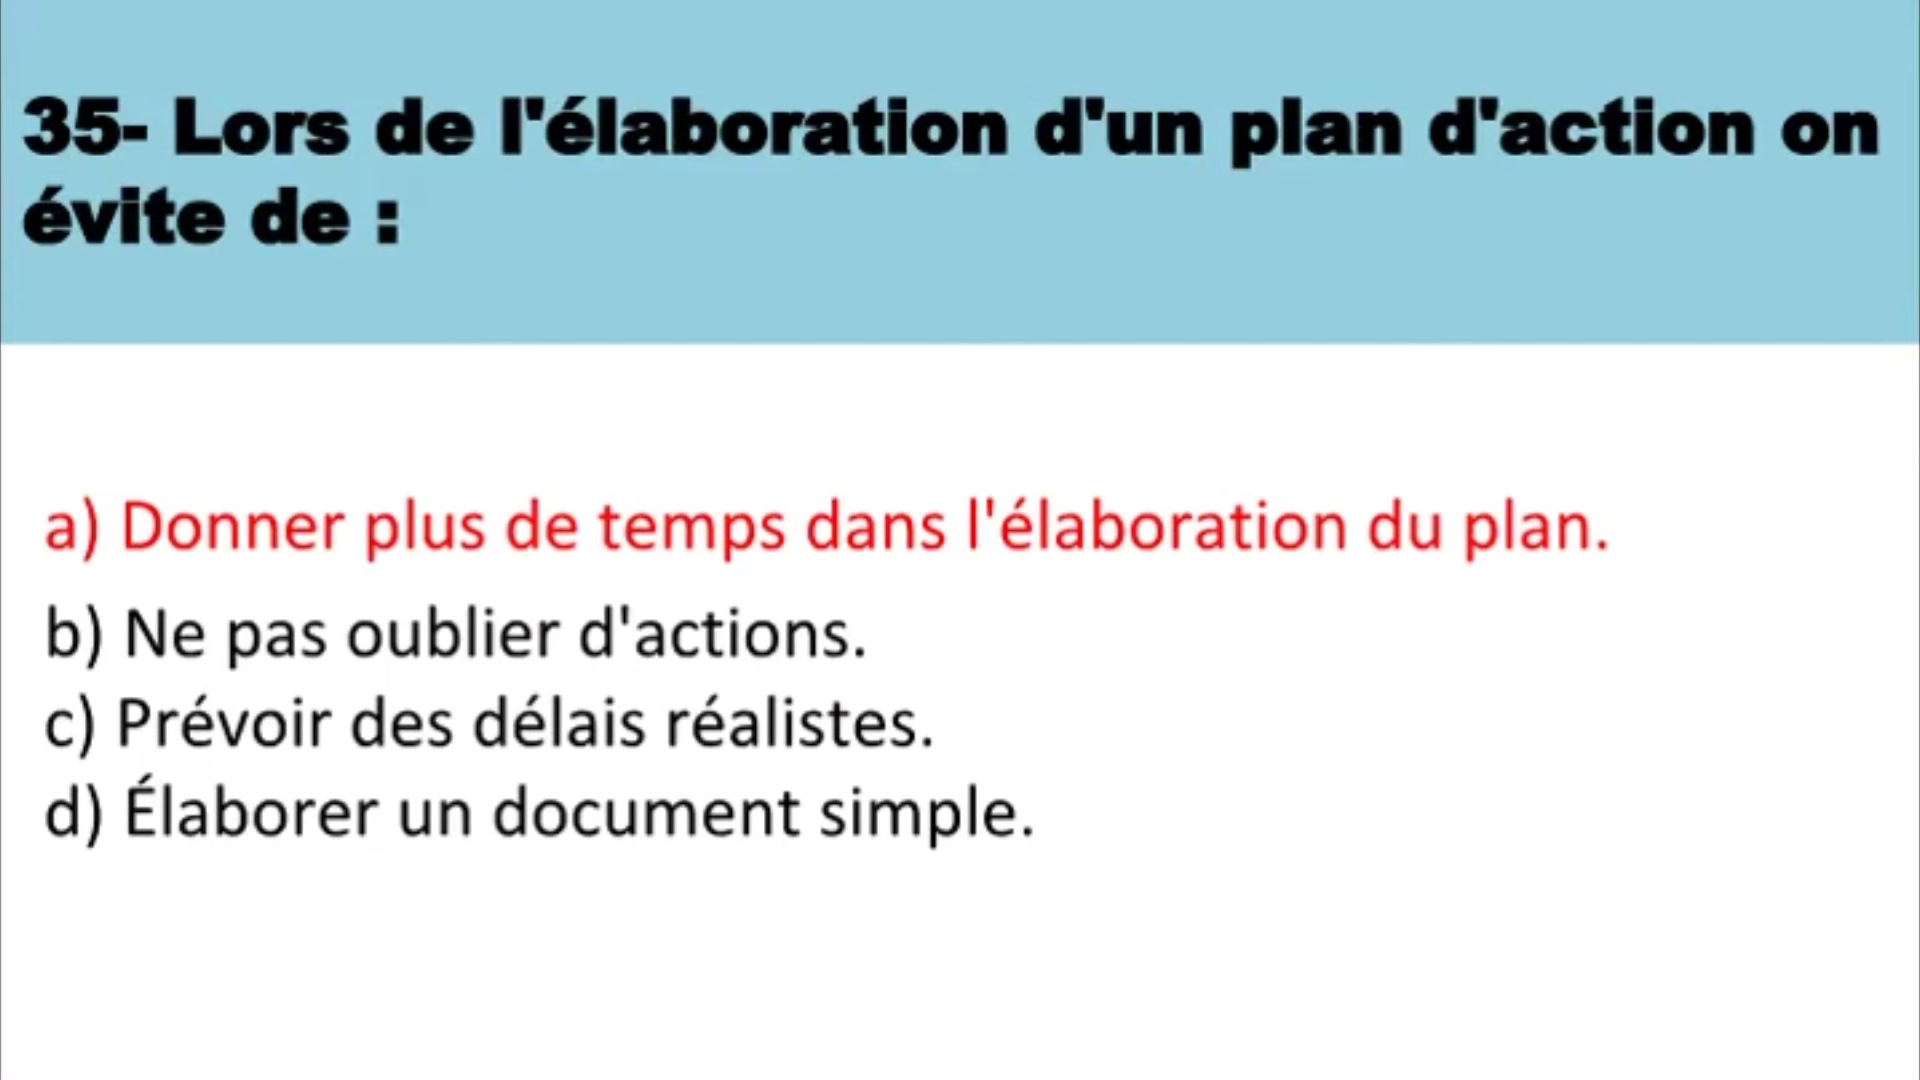 35- Lors de l'élaboration d'un plan d'action on
évite de :
a) Donner plus de temps dans l'élaboration du plan.
b) Ne pas oublier d'actions.
c) Prévoir des délais réalistes.
d) Élaborer un document simple.